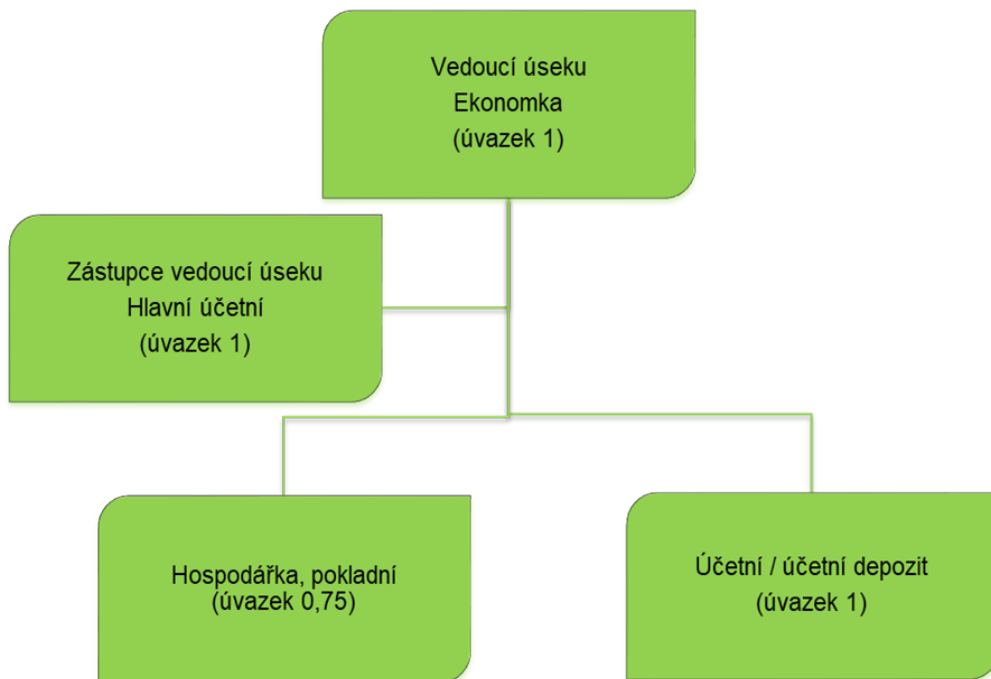 Vedoucí úseku
Ekonomka
(úvazek 1)
Zástupce vedoucí úseku
Hlavní účetní
(úvazek 1)
Hospodářka, pokladní
(úvazek 0,75)
Účetní / účetní depozit
(úvazek 1)